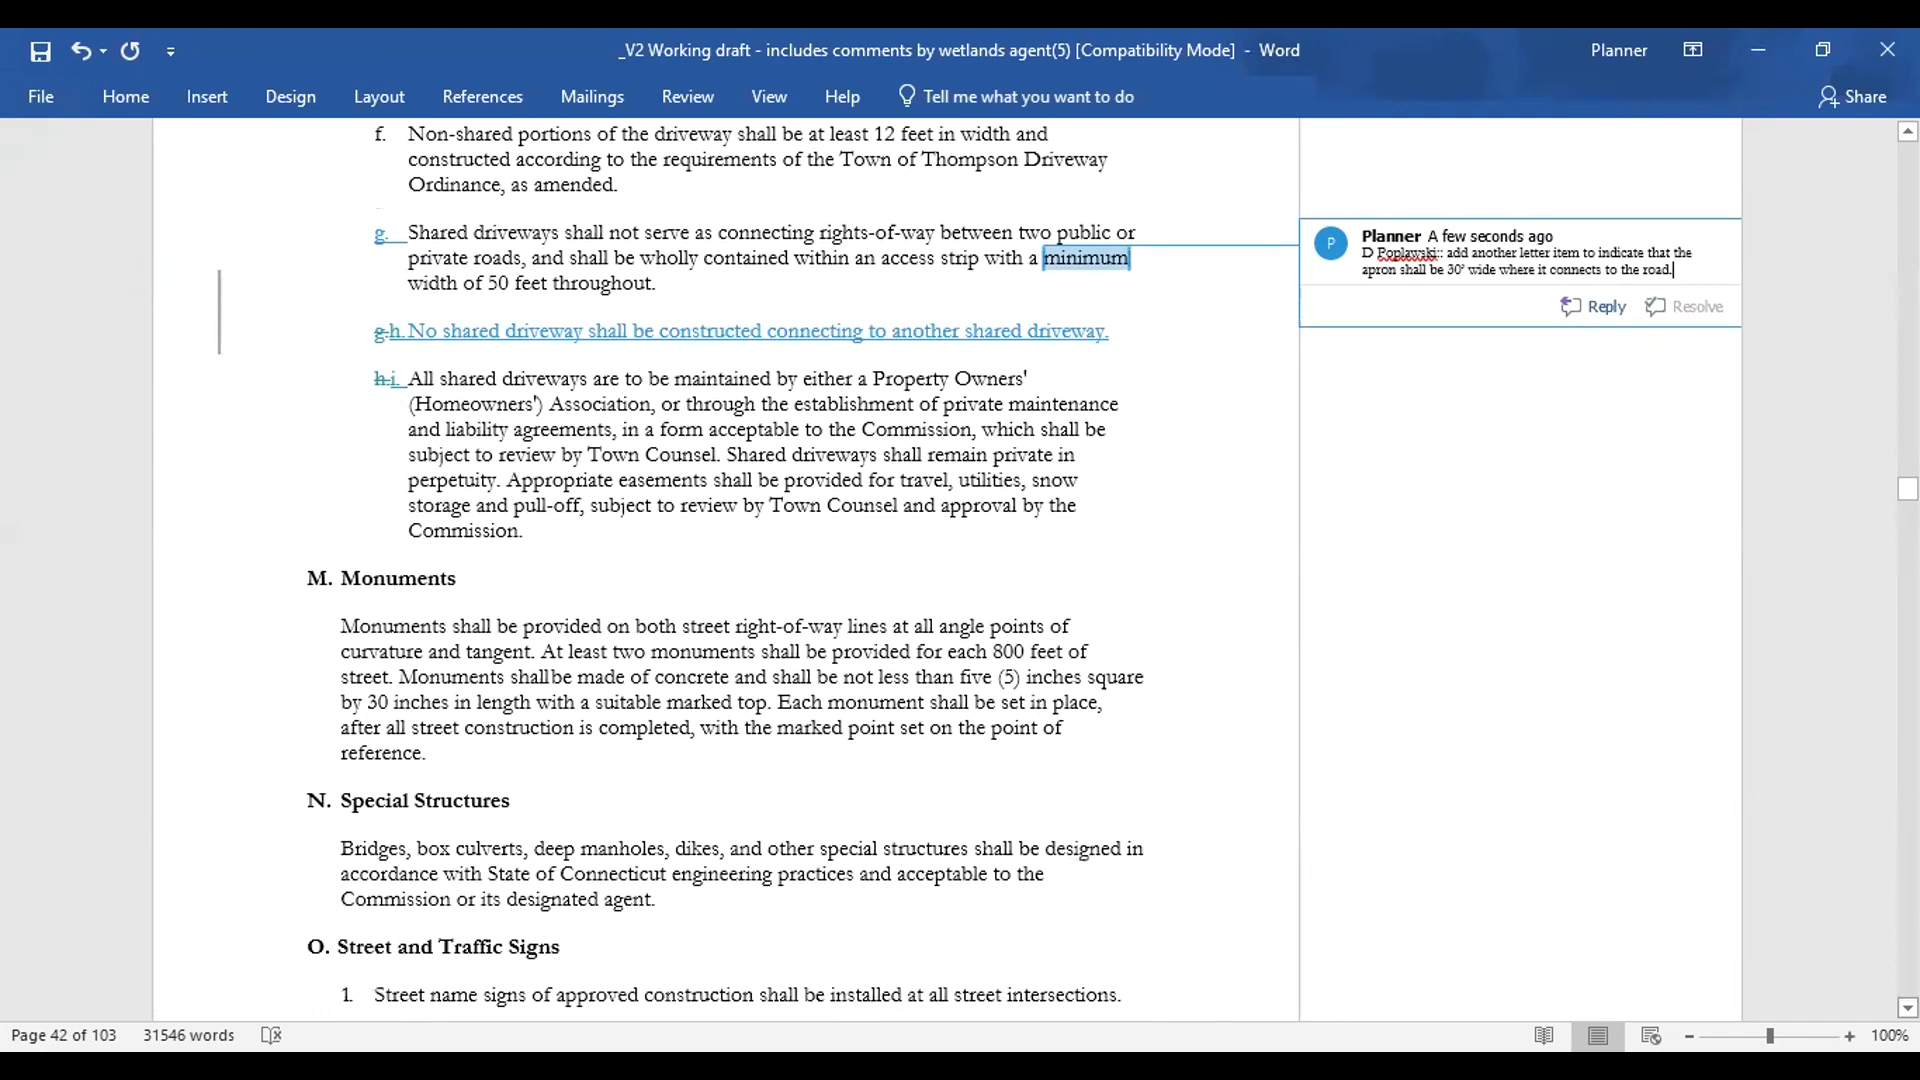 _V2 Working draft - includes comments by wetlands agent(5) [Compatibility Mode] - Word
Planner
File Home Insert Design Layout References Mailings Review View Help Tell me what you want to do Share
f. Non-shared portions of the driveway shall be at least 12 feet in width and
constructed according to the requirements of the Town of Thompson Driveway
Ordinance, as amended.
g. Shared driveways shall not serve as connecting rights-of-way between two public or
private roads, and shall be wholly contained within an access strip with a minimum
width of 50 feet throughout.
g.h. No shared driveway shall be constructed connecting to another shared driveway.
h.i. All shared driveways are to be maintained by either a Property Owners'
(Homeowners') Association, or through the establishment of private maintenance
and liability agreements, in a form acceptable to the Commission, which shall be
subject to review by Town Counsel. Shared driveways shall remain private in
perpetuity. Appropriate easements shall be provided for travel, utilities, snow
storage and pull-off, subject to review by Town Counsel and approval by the
Commission.
M. Monuments
Monuments shall be provided on both street right-of-way lines at all angle points of
curvature and tangent. At least two monuments shall be provided for each 800 feet of
street. Monuments shallbe made of concrete and shall be not less than five (5) inches square
by 30 inches in length with a suitable marked top. Each monument shall be set in place,
after all street construction is completed, with the marked point set on the point of
reference.
N. Special Structures
Bridges, box culverts, deep manholes, dikes, and other special structures shall be designed in
accordance with State of Connecticut engineering practices and acceptable to the
Commission or its designated agent.
O. Street and Traffic Signs
1. Street name signs of approved construction shall be installed at all street intersections.
P
Planner A few seconds ago
D Poplawski:: add another letter item to indicate that the
apron shall be 30' wide where it connects to the road.
Reply Resolve
Page 42 of 103 31546 words 100%